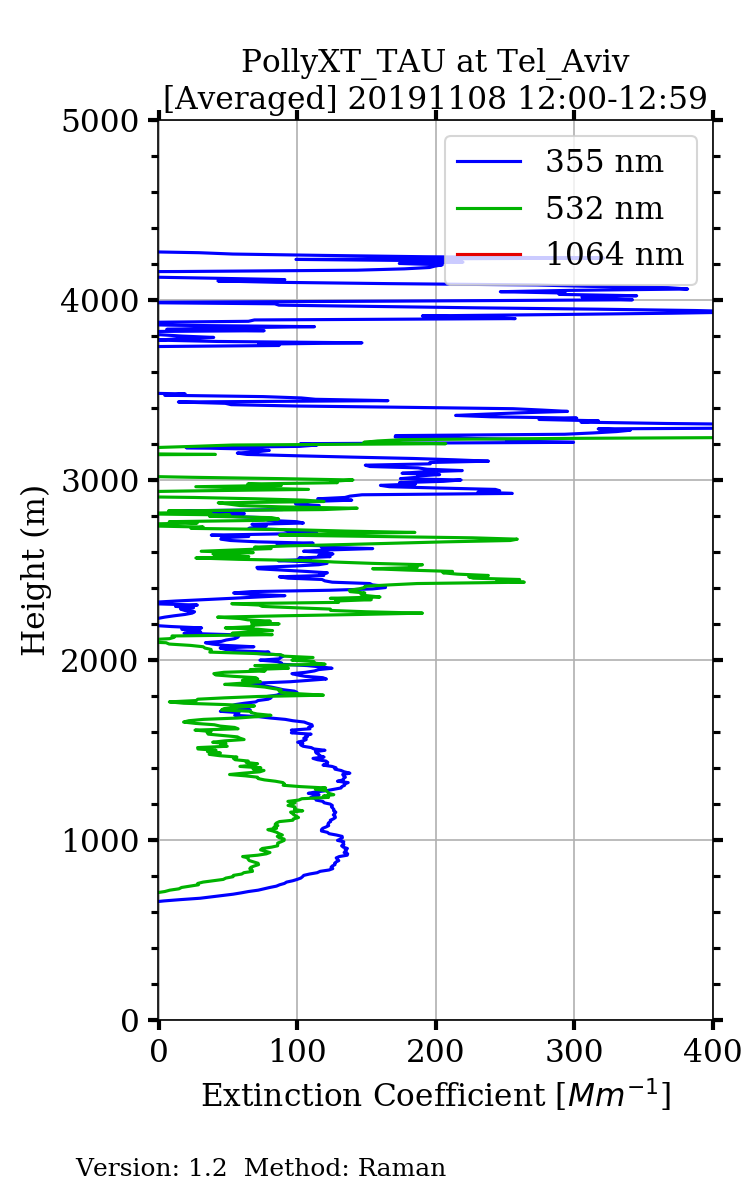 PollyXT_TAU at Tel_Aviv
[Averaged] 20191108 12:00-12:59
5000
4000
3000
2000
1000
0
Height (m)
355 nm
532 nm
1064 nm
0 100 200 300 400
Extinction Coefficient [Mm⁻¹]
Version: 1.2 Method: Raman